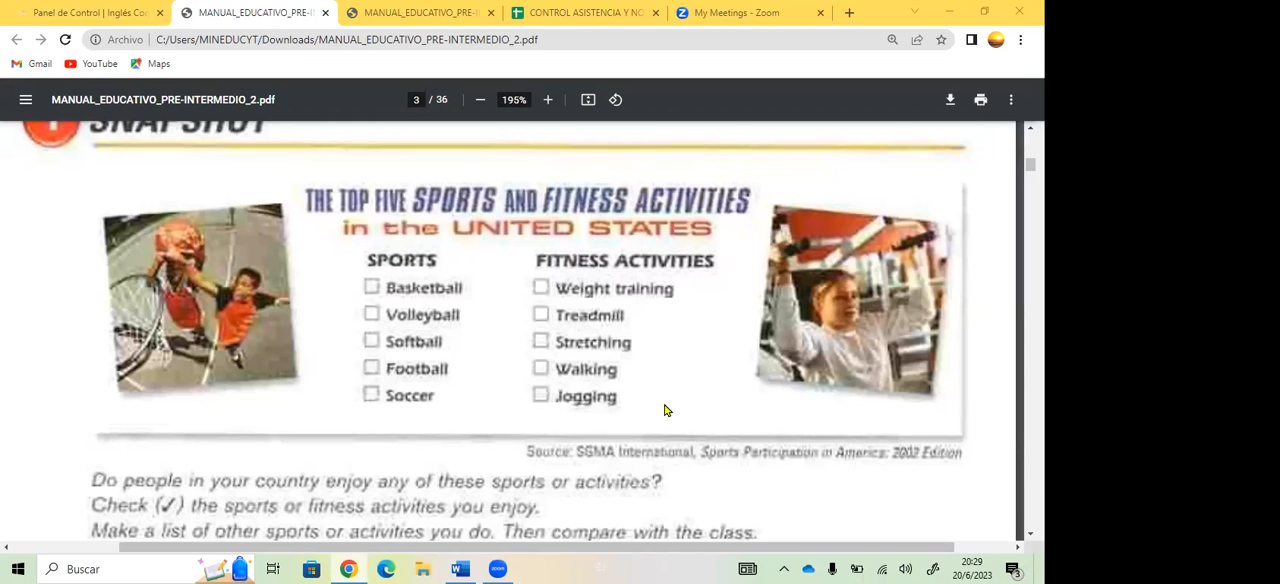 Panel de Control | Inglés Co
MANUAL_EDUCATIVO_PRE-I
MANUAL_EDUCATIVO_PRE-I
CONTROL ASISTENCIA Y NO
My Meetings - Zoom
Archivo
C:/Users/MINEDUCYT/Downloads/MANUAL_EDUCATIVO_PRE-INTERMEDIO_2.pdf
Gmail
YouTube
Maps
MANUAL_EDUCATIVO_PRE-INTERMEDIO_2.pdf
3 / 36
195%
SNAPSHOT
THE TOP FIVE SPORTS AND FITNESS ACTIVITIES
in the UNITED STATES
SPORTS
Basketball
Volleyball
Softball
Football
Soccer
FITNESS ACTIVITIES
Weight training
Treadmill
Stretching
Walking
Jogging
Source: SGMA International, Sports Participation in America: 2002 Edition
Do people in your country enjoy any of these sports or activities?
Check (✓) the sports or fitness activities you enjoy.
Make a list of other sports or activities you do. Then compare with the class.
Buscar
zoom
20:29
20/6/2023
3